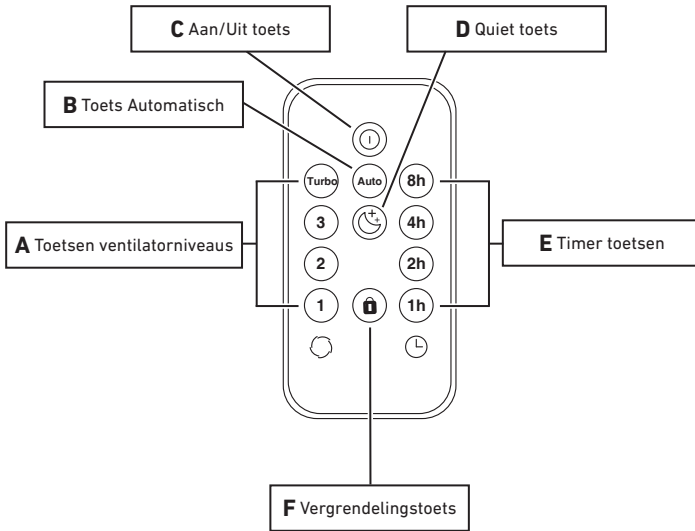 C Aan/Uit toets
D Quiet toets
B Toets Automatisch
Turbo Auto 8h
3 4h
A Toetsen ventilatorniveaus
E Timer toetsen
2 2h
1 1h
F Vergrendelingstoets